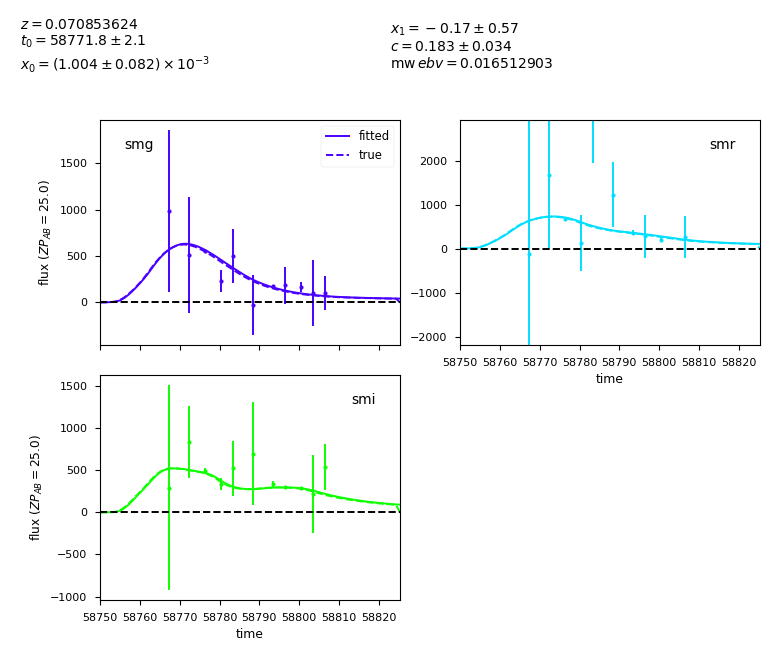 z = 0.070853624
t₀ = 58771.8 ± 2.1
x₀ = (1.004 ± 0.082) × 10⁻³
x₁ = −0.17 ± 0.57
c = 0.183 ± 0.034
mw ebv = 0.016512903
smg
fitted
true
1500
1000
500
0
flux (ZP_AB = 25.0)
smr
2000
1000
0
−1000
−2000
58750 58760 58770 58780 58790 58800 58810 58820
time
smi
1500
1000
500
0
−500
−1000
flux (ZP_AB = 25.0)
58750 58760 58770 58780 58790 58800 58810 58820
time